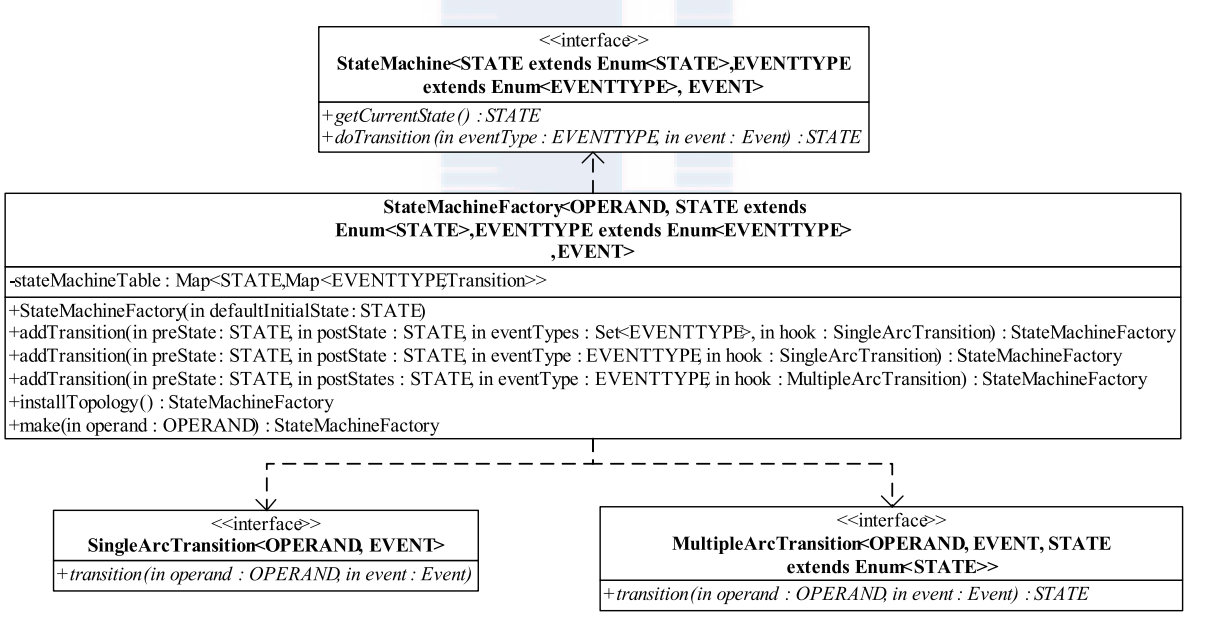 <<interface>>
StateMachine<STATE extends Enum<STATE>,EVENTTYPE
extends Enum<EVENTTYPE>, EVENT>
+getCurrentState() : STATE
+doTransition(in eventType : EVENTTYPE, in event : Event) : STATE
StateMachineFactory<OPERAND, STATE extends
Enum<STATE>,EVENTTYPE extends Enum<EVENTTYPE>
,EVENT>
-stateMachineTable : Map<STATE,Map<EVENTTYPE,Transition>>
+StateMachineFactory(in defaultInitialState : STATE)
+addTransition(in preState : STATE, in postState : STATE, in eventTypes : Set<EVENTTYPE>, in hook : SingleArcTransition) : StateMachineFactory
+addTransition(in preState : STATE, in postState : STATE, in eventType : EVENTTYPE, in hook : SingleArcTransition) : StateMachineFactory
+addTransition(in preState : STATE, in postStates : STATE, in eventType : EVENTTYPE, in hook : MultipleArcTransition) : StateMachineFactory
+installTopology() : StateMachineFactory
+make(in operand : OPERAND) : StateMachineFactory
<<interface>>
SingleArcTransition<OPERAND, EVENT>
+transition(in operand : OPERAND, in event : Event)
<<interface>>
MultipleArcTransition<OPERAND, EVENT, STATE
extends Enum<STATE>>
+transition(in operand : OPERAND, in event : Event) : STATE